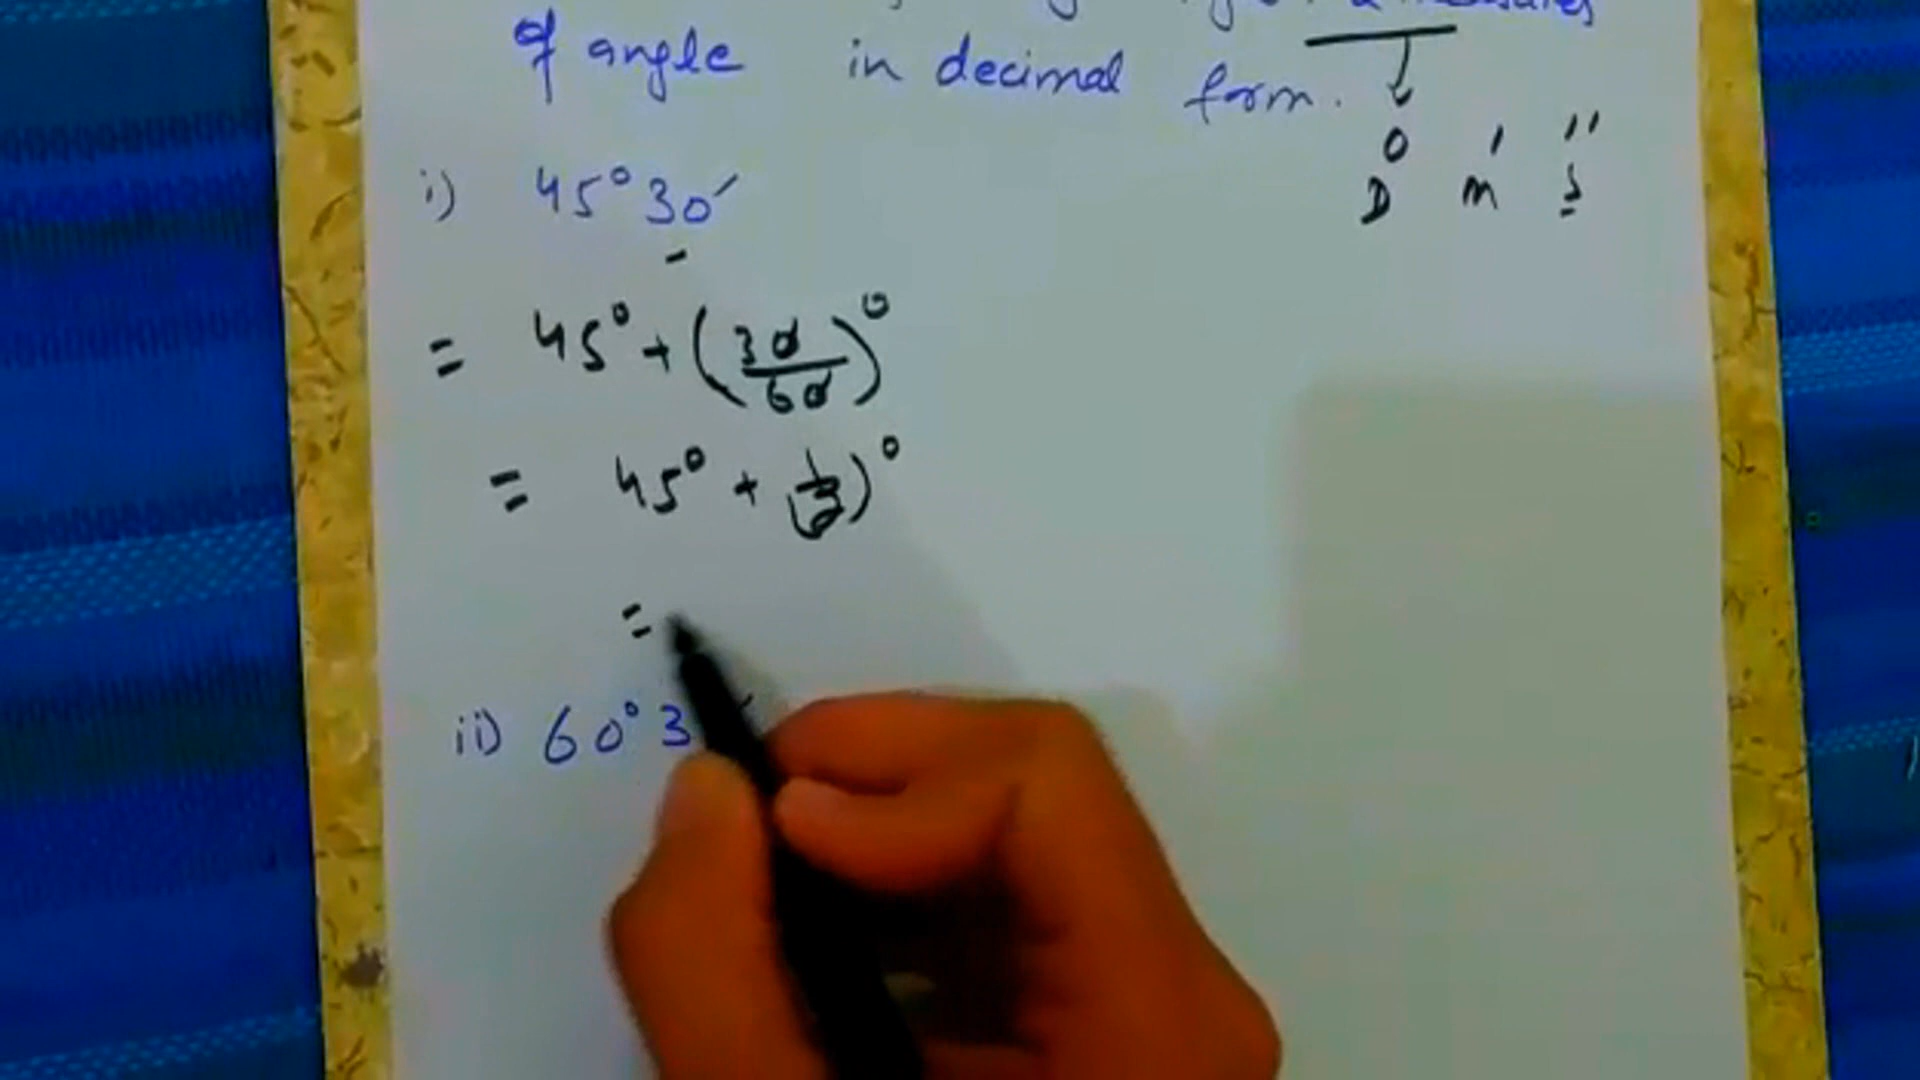 of angle in decimal form.
o ' ''
D m s
i) 45° 30′
= 45° + (30/60)°
= 45° + (1/2)°
=
ii) 60° 3